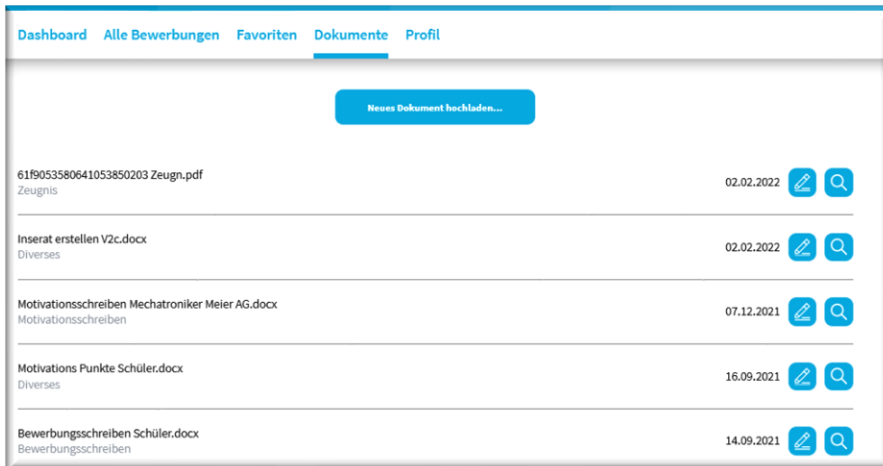 Dashboard Alle Bewerbungen Favoriten Dokumente Profil
Neues Dokument hochladen...
61f9053580641053850203 Zeugn.pdf
Zeugnis
02.02.2022
Inserat erstellen V2c.docx
Diverses
02.02.2022
Motivationsschreiben Mechatroniker Meier AG.docx
Motivationsschreiben
07.12.2021
Motivations Punkte Schüler.docx
Diverses
16.09.2021
Bewerbungsschreiben Schüler.docx
Bewerbungsschreiben
14.09.2021